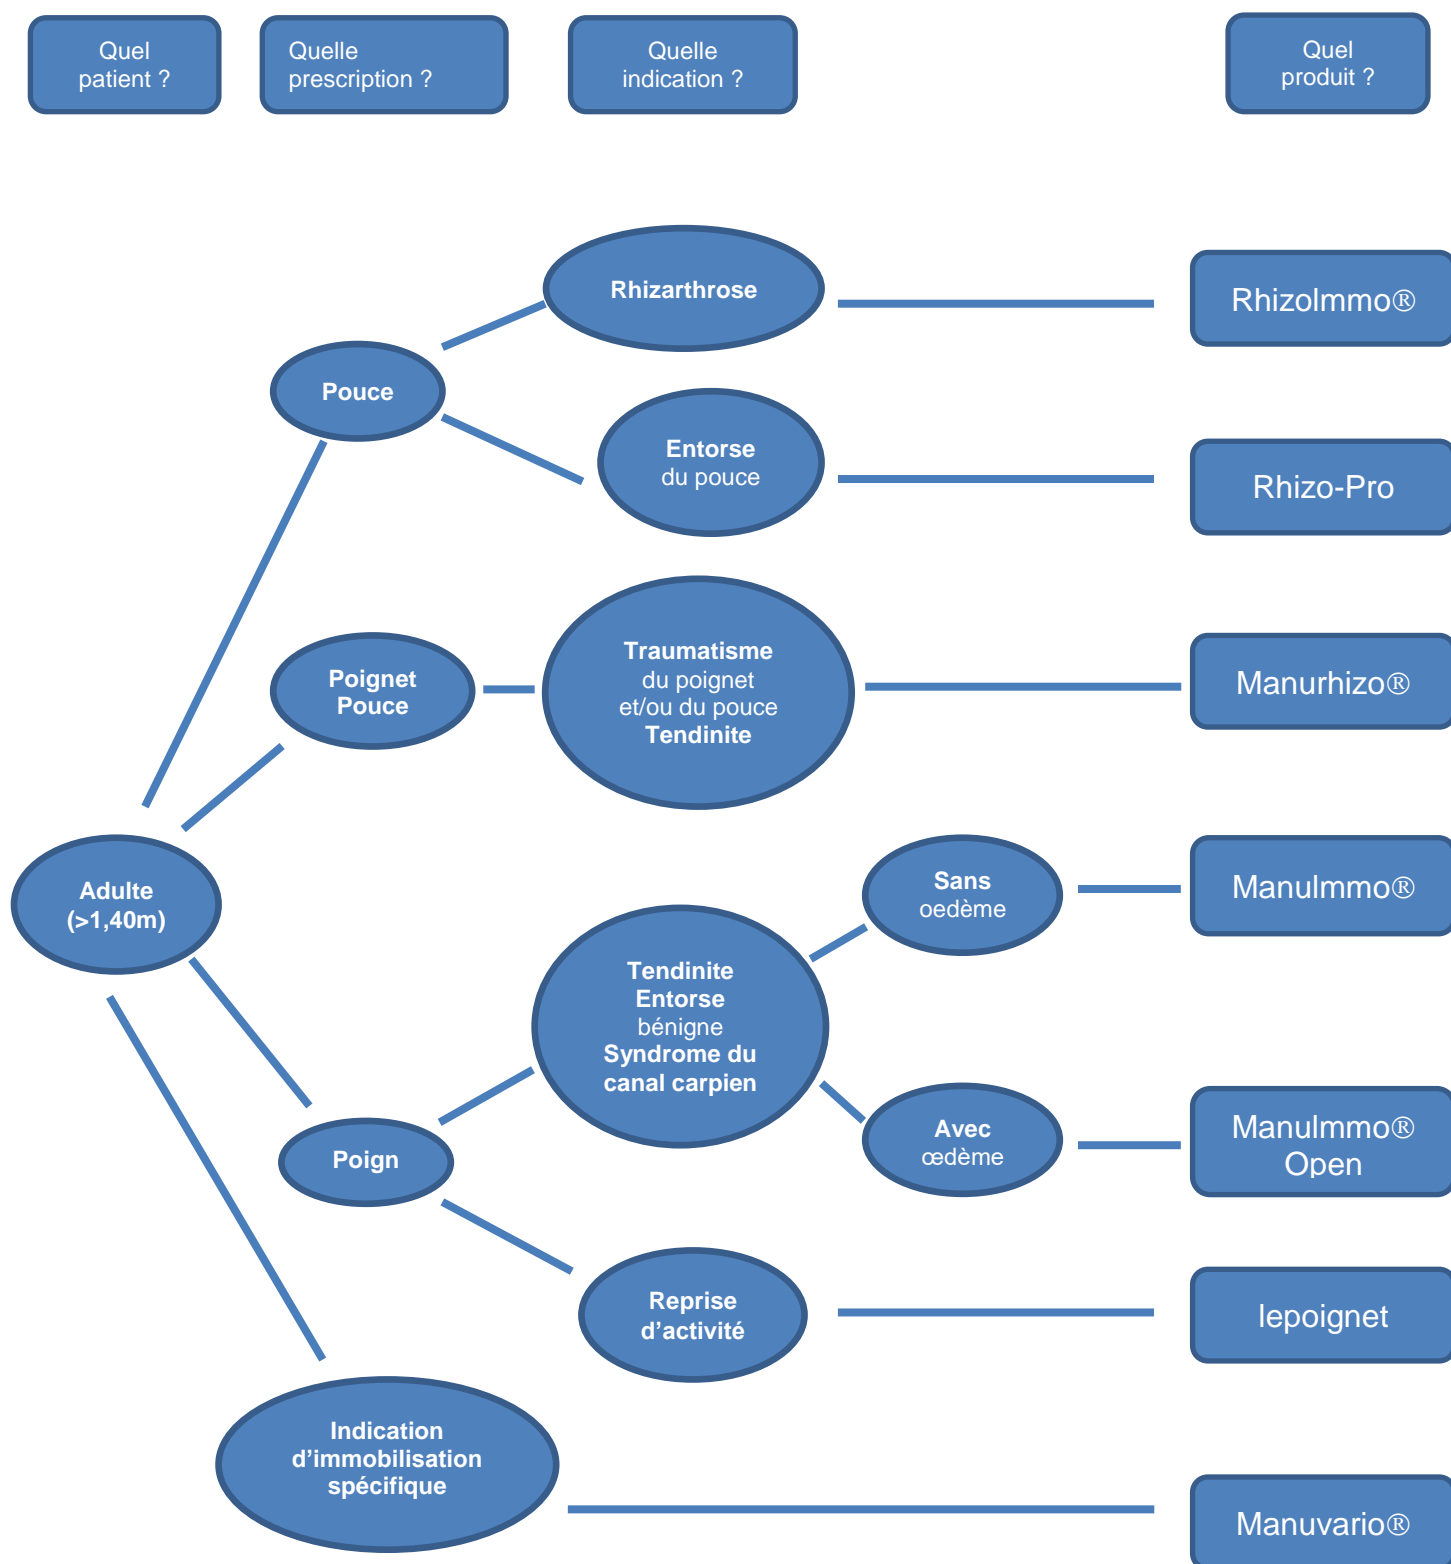 Quel
patient ?
Quelle
prescription ?
Quelle
indication ?
Quel
produit ?
Rhizarthrose
RhizoImmo®
Pouce
Entorse
du pouce
Rhizo-Pro
Poignet
Pouce
Traumatisme
du poignet
et/ou du pouce
Tendinite
Manurhizo®
Adulte
(>1,40m)
Sans
oedème
ManuImmo®
Tendinite
Entorse
bénigne
Syndrome du
canal carpien
Avec
œdème
ManuImmo®
Open
Poign
Reprise
d’activité
lepoignet
Indication
d’immobilisation
spécifique
Manuvario®